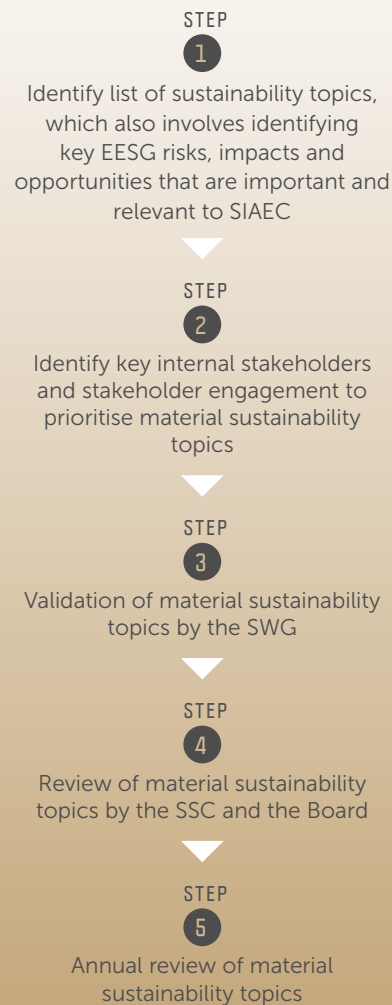 STEP
1
Identify list of sustainability topics,
which also involves identifying
key EESG risks, impacts and
opportunities that are important and
relevant to SIAEC
STEP
2
Identify key internal stakeholders
and stakeholder engagement to
prioritise material sustainability
topics
STEP
3
Validation of material sustainability
topics by the SWG
STEP
4
Review of material sustainability
topics by the SSC and the Board
STEP
5
Annual review of material
sustainability topics